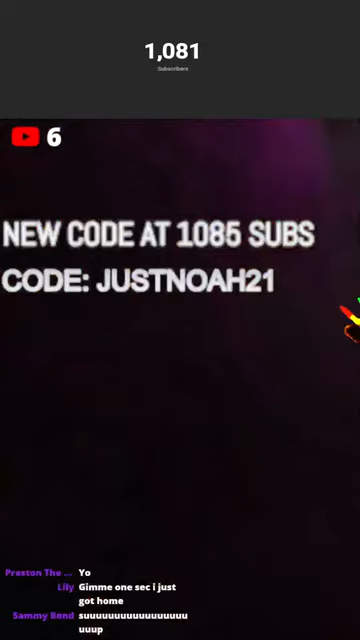 1,081
Subscribers
6
NEW CODE AT 1085 SUBS
CODE: JUSTNOAH21
Preston The ... Yo
Lily Gimme one sec i just
got home
Sammy Bond suuuuuuuuuuuuuuuuu
uuup